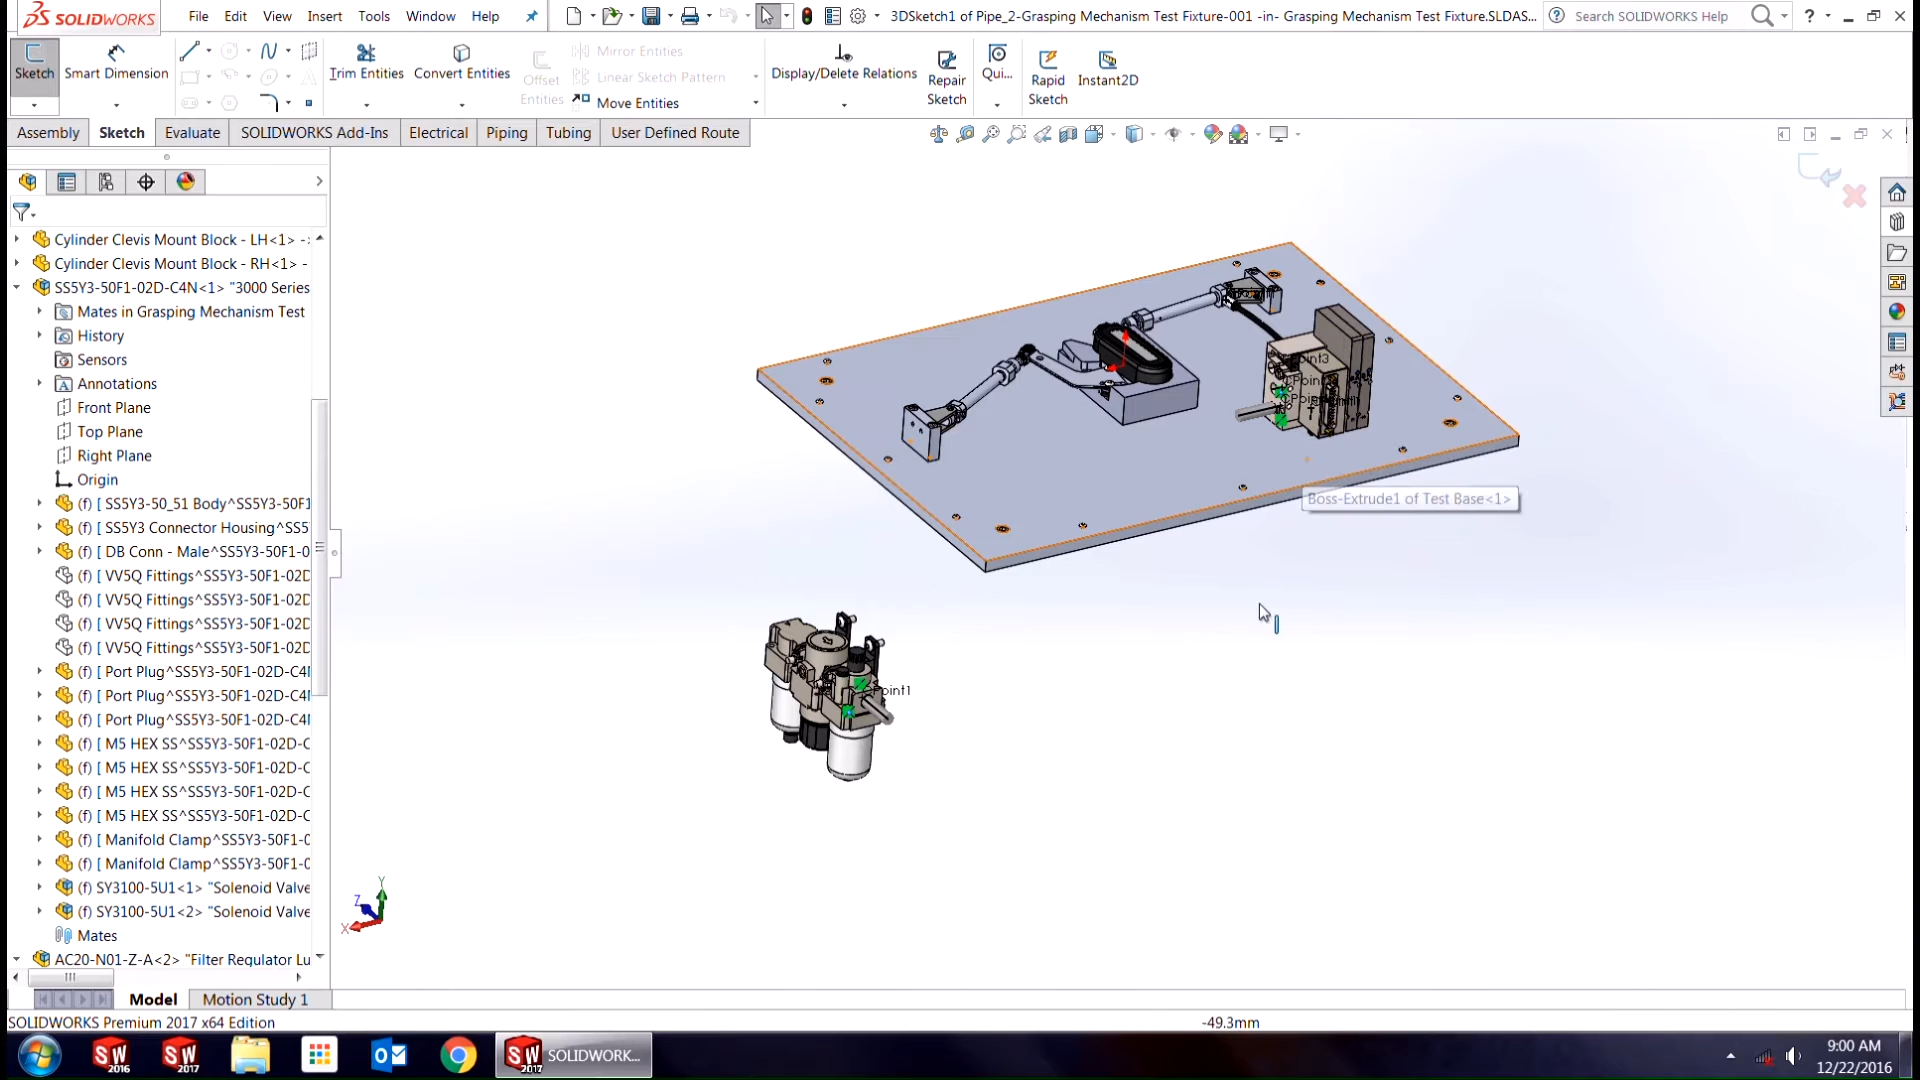 SOLIDWORKS
File Edit View Insert Tools Window Help
3DSketch1 of Pipe_2-Grasping Mechanism Test Fixture-001 -in- Grasping Mechanism Test Fixture.SLDAS...
Search SOLIDWORKS Help
Sketch
Smart Dimension
Trim Entities
Convert Entities
Offset Entities
Mirror Entities
Linear Sketch Pattern
Move Entities
Display/Delete Relations
Repair Sketch
Qui...
Rapid Sketch
Instant2D
Assembly Sketch Evaluate SOLIDWORKS Add-Ins Electrical Piping Tubing User Defined Route
Cylinder Clevis Mount Block - LH<1> -:
Cylinder Clevis Mount Block - RH<1> -
SS5Y3-50F1-02D-C4N<1> "3000 Series
Mates in Grasping Mechanism Test
History
Sensors
Annotations
Front Plane
Top Plane
Right Plane
Origin
(f) [ SS5Y3-50_51 Body^SS5Y3-50F1
(f) [ SS5Y3 Connector Housing^SS5
(f) [ DB Conn - Male^SS5Y3-50F1-0
(f) [ VV5Q Fittings^SS5Y3-50F1-02D
(f) [ VV5Q Fittings^SS5Y3-50F1-02D
(f) [ VV5Q Fittings^SS5Y3-50F1-02D
(f) [ VV5Q Fittings^SS5Y3-50F1-02D
(f) [ Port Plug^SS5Y3-50F1-02D-C4I
(f) [ Port Plug^SS5Y3-50F1-02D-C4I
(f) [ Port Plug^SS5Y3-50F1-02D-C4I
(f) [ M5 HEX SS^SS5Y3-50F1-02D-C
(f) [ M5 HEX SS^SS5Y3-50F1-02D-C
(f) [ M5 HEX SS^SS5Y3-50F1-02D-C
(f) [ M5 HEX SS^SS5Y3-50F1-02D-C
(f) [ Manifold Clamp^SS5Y3-50F1-0
(f) [ Manifold Clamp^SS5Y3-50F1-0
(f) SY3100-5U1<1> "Solenoid Valve
(f) SY3100-5U1<2> "Solenoid Valve
Mates
AC20-N01-Z-A<2> "Filter Regulator Lu
Boss-Extrude1 of Test Base<1>
Y
Z
X
Model Motion Study 1
SOLIDWORKS Premium 2017 x64 Edition
-49.3mm
SW 2016
SW 2017
SW 2017 SOLIDWORK...
9:00 AM
12/22/2016